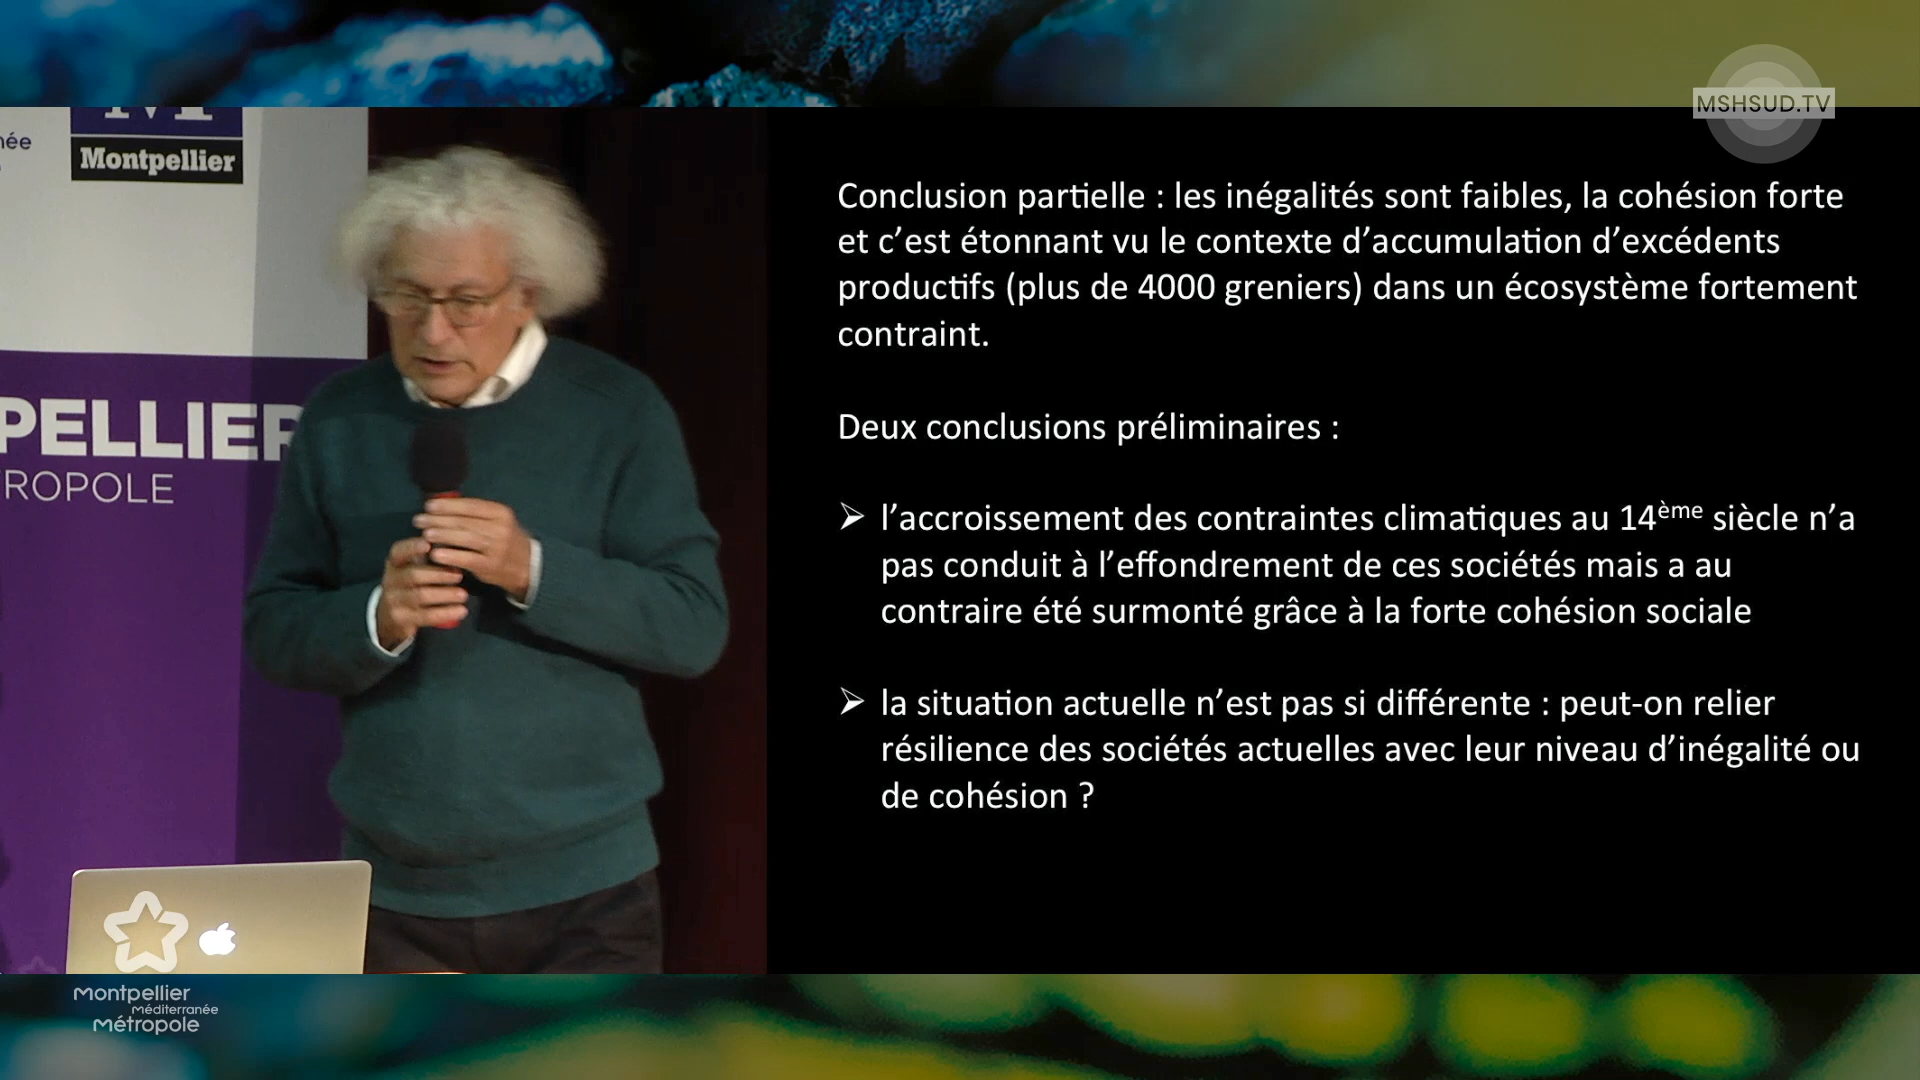 MSHSUD.TV
née
Montpellier
PELLIER
ROPOLE
Conclusion partielle : les inégalités sont faibles, la cohésion forte
et c’est étonnant vu le contexte d’accumulation d’excédents
productifs (plus de 4000 greniers) dans un écosystème fortement
contraint.
Deux conclusions préliminaires :
➢ l’accroissement des contraintes climatiques au 14ème siècle n’a
pas conduit à l’effondrement de ces sociétés mais a au
contraire été surmonté grâce à la forte cohésion sociale
➢ la situation actuelle n’est pas si différente : peut-on relier
résilience des sociétés actuelles avec leur niveau d’inégalité ou
de cohésion ?
montpellier
méditerranée
métropole